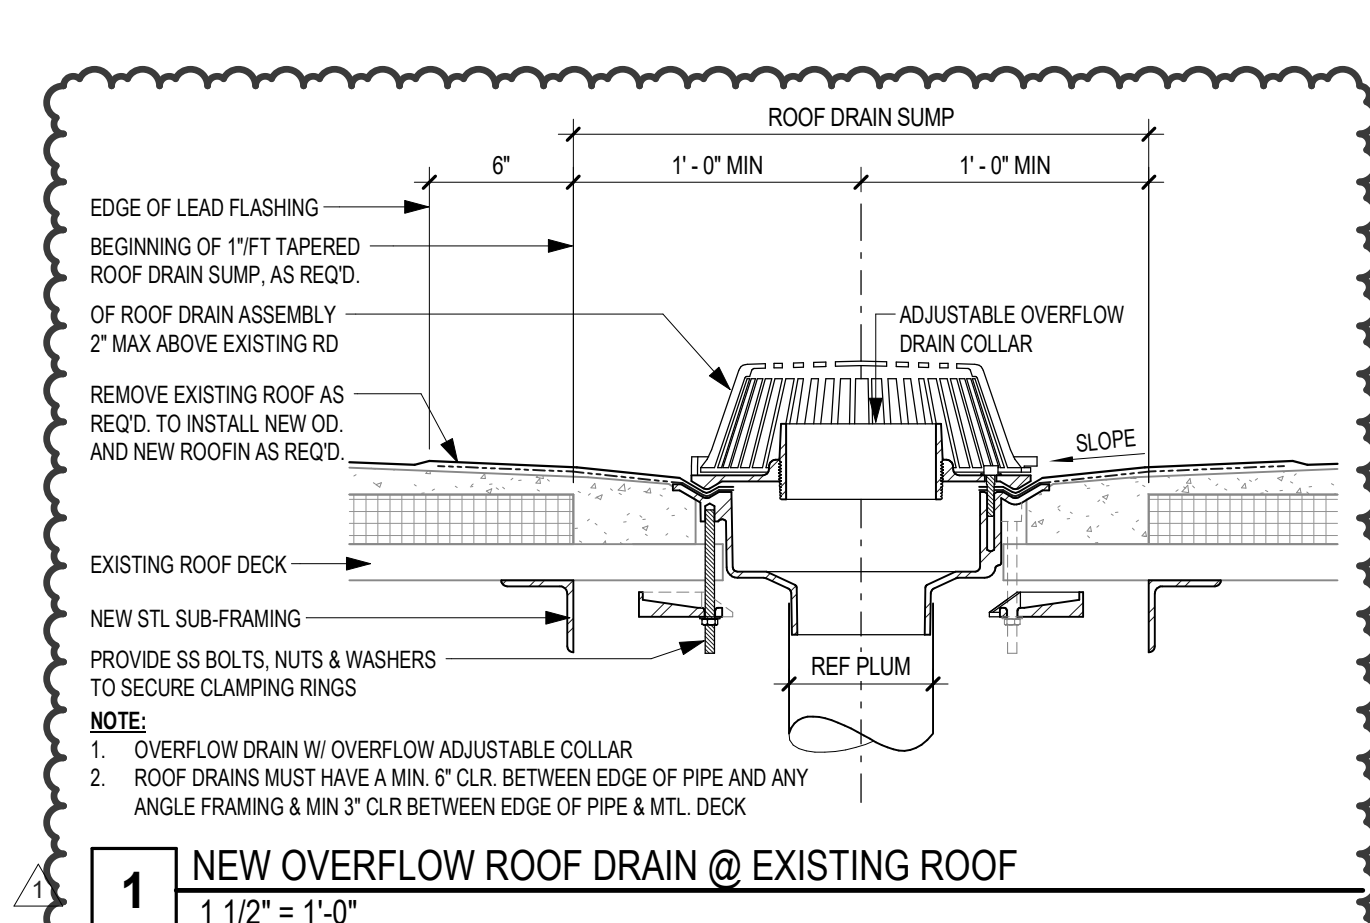 ROOF DRAIN SUMP
6"
1' - 0" MIN
1' - 0" MIN
EDGE OF LEAD FLASHING
BEGINNING OF 1"/FT TAPERED
ROOF DRAIN SUMP, AS REQ'D.
OF ROOF DRAIN ASSEMBLY
2" MAX ABOVE EXISTING RD
ADJUSTABLE OVERFLOW
DRAIN COLLAR
REMOVE EXISTING ROOF AS
REQ'D. TO INSTALL NEW OD.
AND NEW ROOFIN AS REQ'D.
SLOPE
EXISTING ROOF DECK
NEW STL SUB-FRAMING
PROVIDE SS BOLTS, NUTS & WASHERS
TO SECURE CLAMPING RINGS
REF PLUM
NOTE:
1. OVERFLOW DRAIN W/ OVERFLOW ADJUSTABLE COLLAR
2. ROOF DRAINS MUST HAVE A MIN. 6" CLR. BETWEEN EDGE OF PIPE AND ANY
ANGLE FRAMING & MIN 3" CLR BETWEEN EDGE OF PIPE & MTL. DECK
1
1
NEW OVERFLOW ROOF DRAIN @ EXISTING ROOF
1 1/2" = 1'-0"